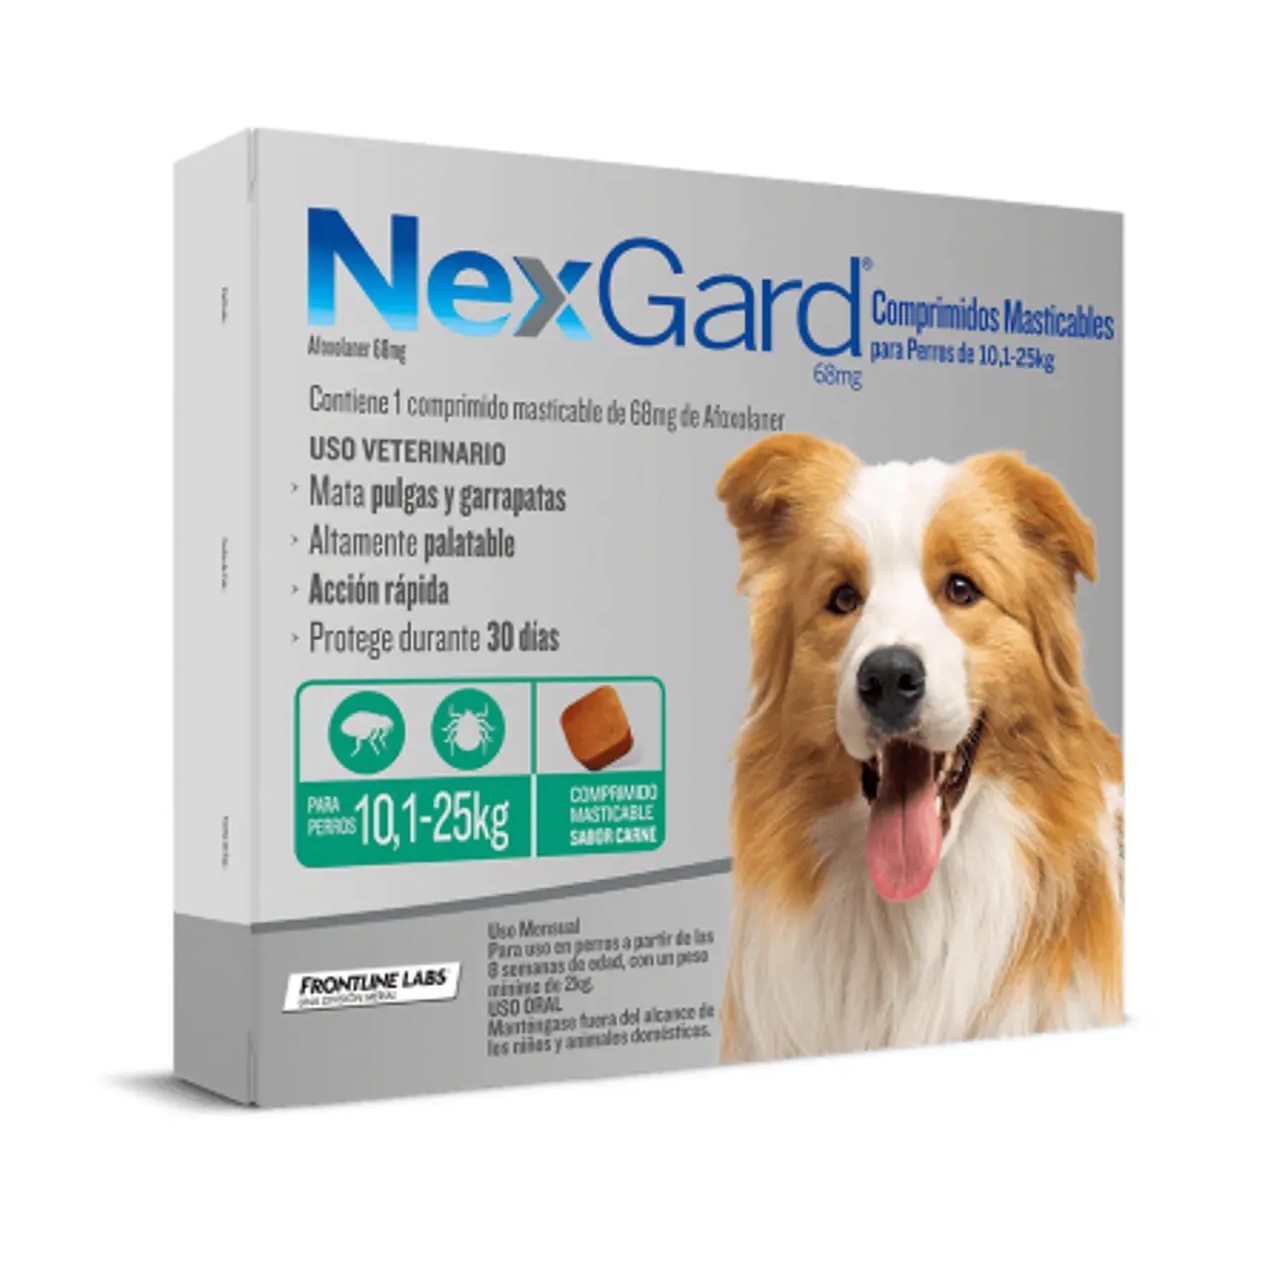 NexGard®
68mg
Comprimidos Masticables
para Perros de 10,1-25kg
Afoxolaner 68mg
Contiene 1 comprimido masticable de 68mg de Afoxolaner
USO VETERINARIO
› Mata pulgas y garrapatas
› Altamente palatable
› Acción rápida
› Protege durante 30 días
PARA
PERROS 10,1-25kg
COMPRIMIDO
MASTICABLE
SABOR CARNE
FRONTLINE LABS
UNA DIVISIÓN MERIAL
Uso Mensual
Para uso en perros a partir de las
8 semanas de edad, con un peso
mínimo de 2kg.
USO ORAL
Manténgase fuera del alcance de
los niños y animales domésticos.